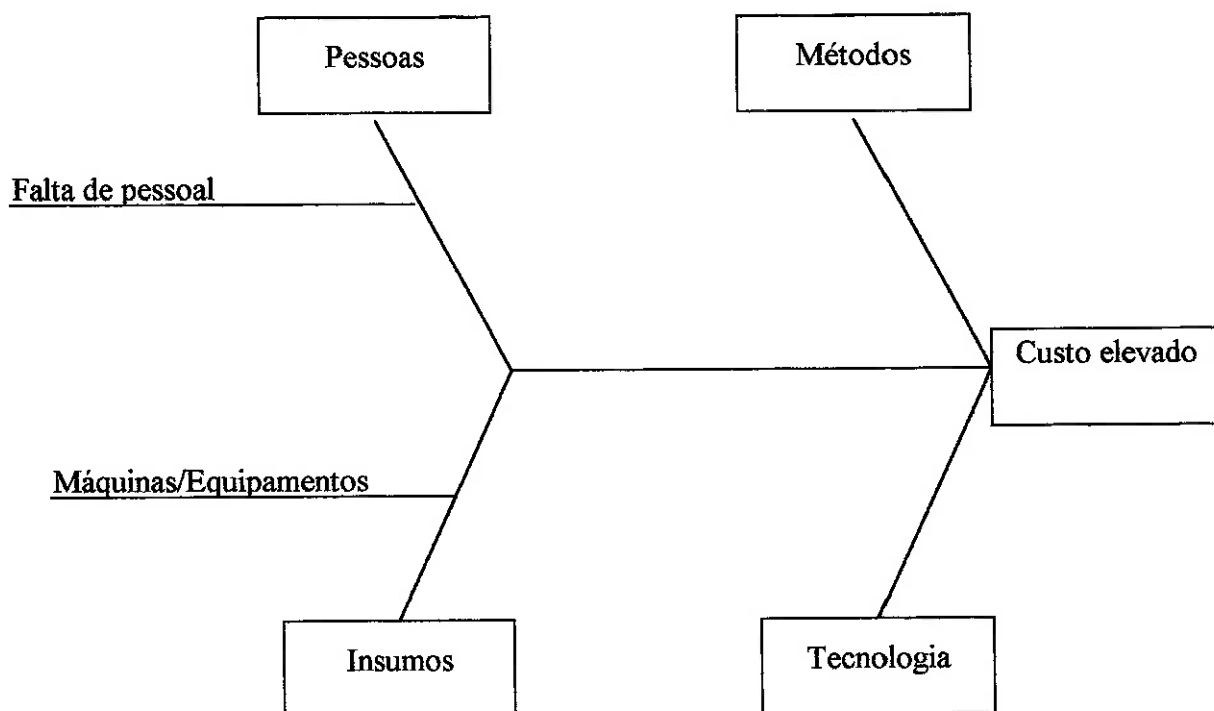 Pessoas
Métodos
Falta de pessoal
Custo elevado
Máquinas/Equipamentos
Insumos
Tecnologia